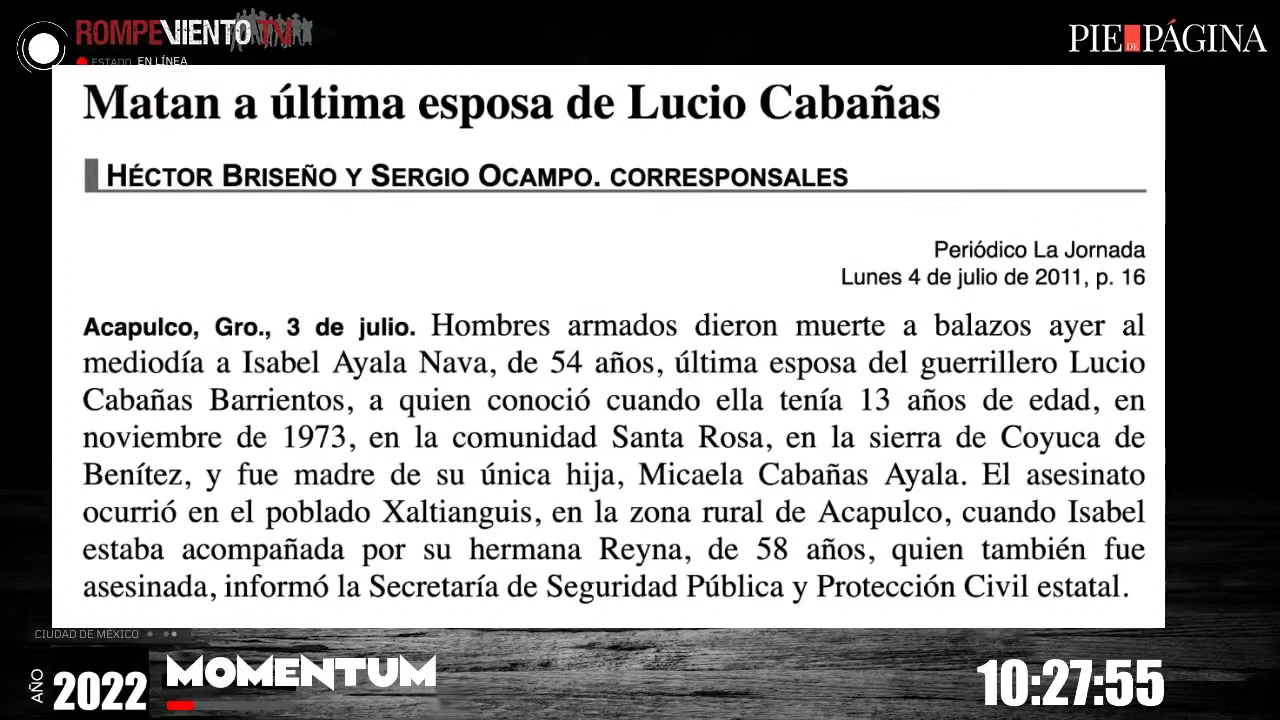 ROMPEVIENTO TV
ESTADO EN LÍNEA
PIE DE PÁGINA
Matan a última esposa de Lucio Cabañas
HÉCTOR BRISEÑO Y SERGIO OCAMPO. CORRESPONSALES
Periódico La Jornada
Lunes 4 de julio de 2011, p. 16
Acapulco, Gro., 3 de julio. Hombres armados dieron muerte a balazos ayer al
mediodía a Isabel Ayala Nava, de 54 años, última esposa del guerrillero Lucio
Cabañas Barrientos, a quien conoció cuando ella tenía 13 años de edad, en
noviembre de 1973, en la comunidad Santa Rosa, en la sierra de Coyuca de
Benítez, y fue madre de su única hija, Micaela Cabañas Ayala. El asesinato
ocurrió en el poblado Xaltianguis, en la zona rural de Acapulco, cuando Isabel
estaba acompañada por su hermana Reyna, de 58 años, quien también fue
asesinada, informó la Secretaría de Seguridad Pública y Protección Civil estatal.
CIUDAD DE MÉXICO
AÑO 2022 MOMENTUM 10:27:55